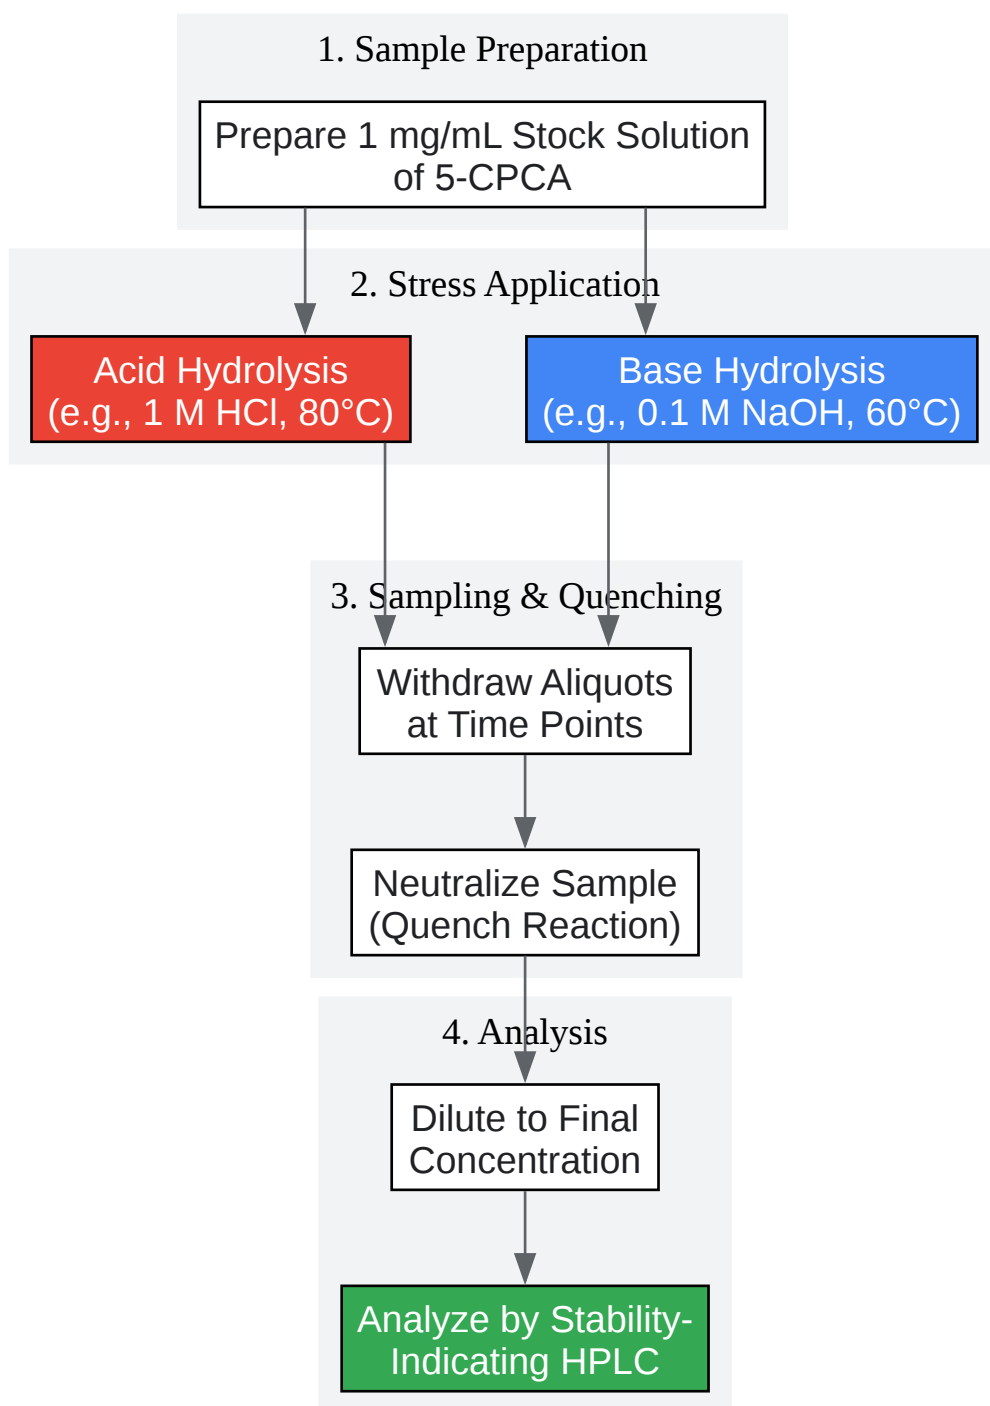 1. Sample Preparation
Prepare 1 mg/mL Stock Solution
of 5-CPCA
2. Stress Application
Acid Hydrolysis
(e.g., 1 M HCl, 80°C)
Base Hydrolysis
(e.g., 0.1 M NaOH, 60°C)
3. Sampling & Quenching
Withdraw Aliquots
at Time Points
Neutralize Sample
(Quench Reaction)
4. Analysis
Dilute to Final
Concentration
Analyze by Stability-
Indicating HPLC